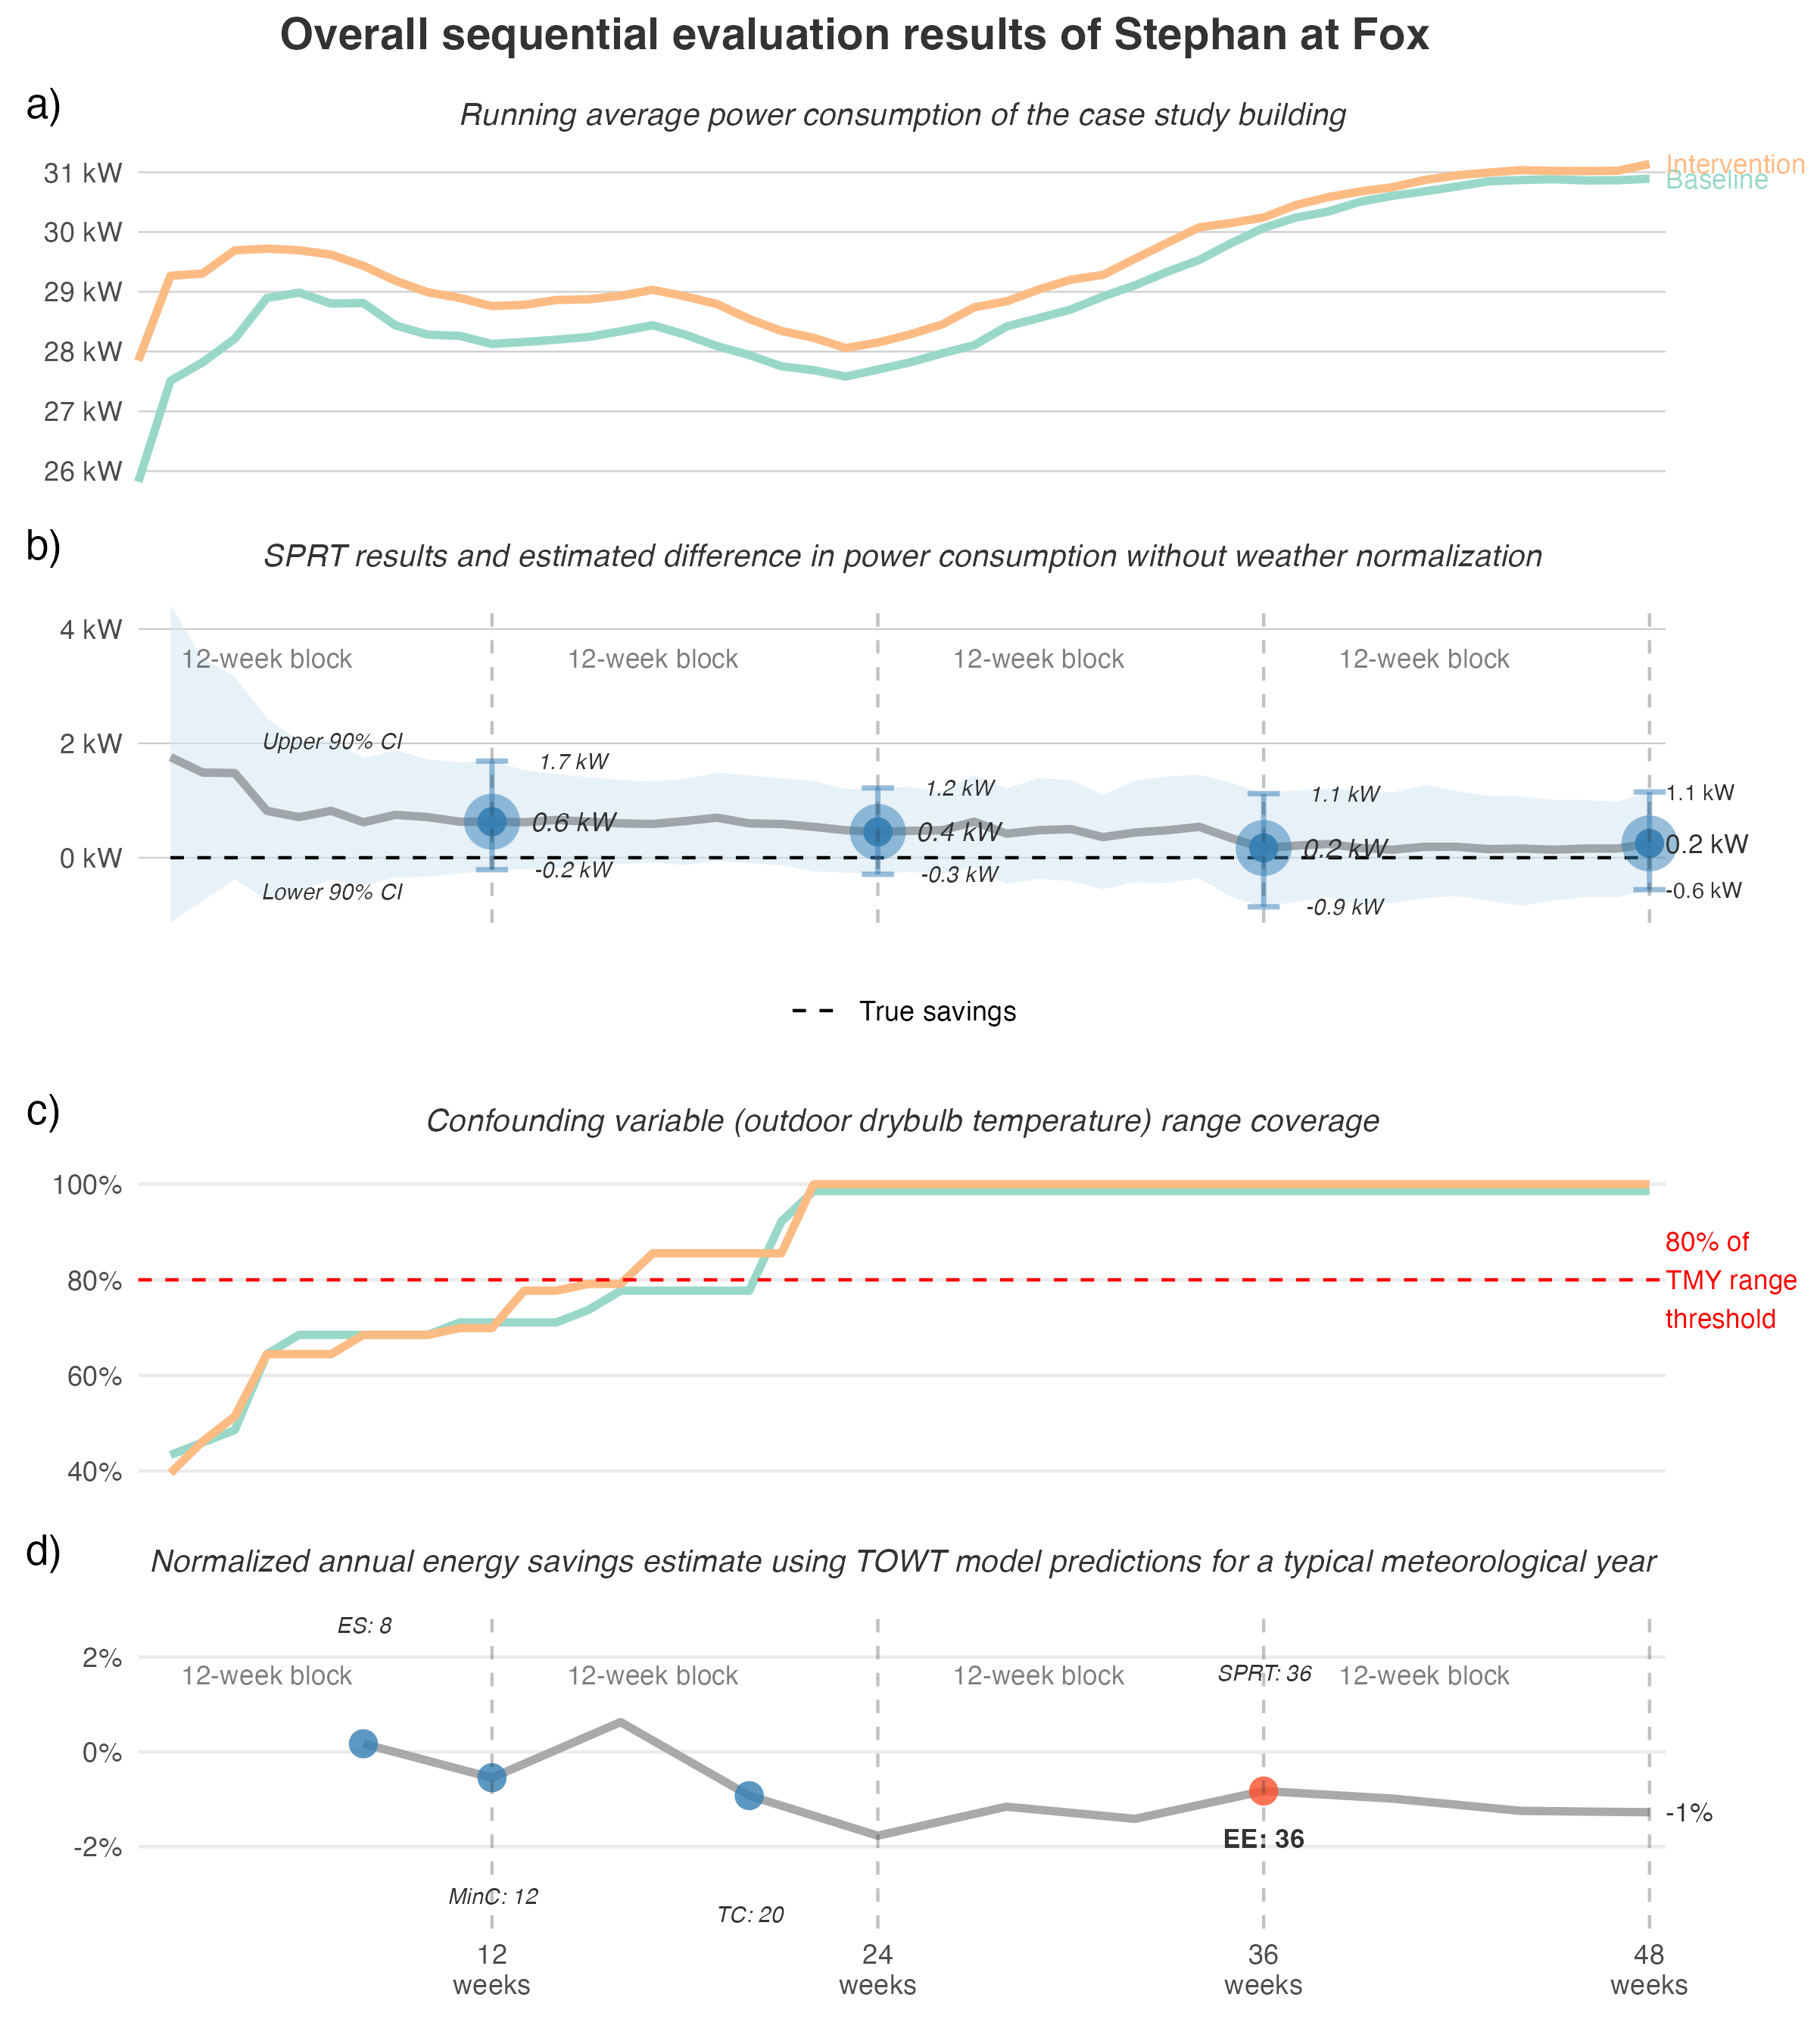 Overall sequential evaluation results of Stephan at Fox
a)
Running average power consumption of the case study building
31 kW
30 kW
29 kW
28 kW
27 kW
26 kW
Intervention
Baseline
b)
SPRT results and estimated difference in power consumption without weather normalization
4 kW
2 kW
0 kW
12-week block
12-week block
12-week block
12-week block
Upper 90% CI
Lower 90% CI
1.7 kW
0.6 kW
-0.2 kW
1.2 kW
0.4 kW
-0.3 kW
1.1 kW
0.2 kW
-0.9 kW
1.1 kW
0.2 kW
-0.6 kW
True savings
c)
Confounding variable (outdoor drybulb temperature) range coverage
100%
80%
60%
40%
80% of
TMY range
threshold
d)
Normalized annual energy savings estimate using TOWT model predictions for a typical meteorological year
ES: 8
2%
0%
-2%
12-week block
12-week block
12-week block
SPRT: 36
12-week block
-1%
EE: 36
MinC: 12
TC: 20
12
weeks
24
weeks
36
weeks
48
weeks